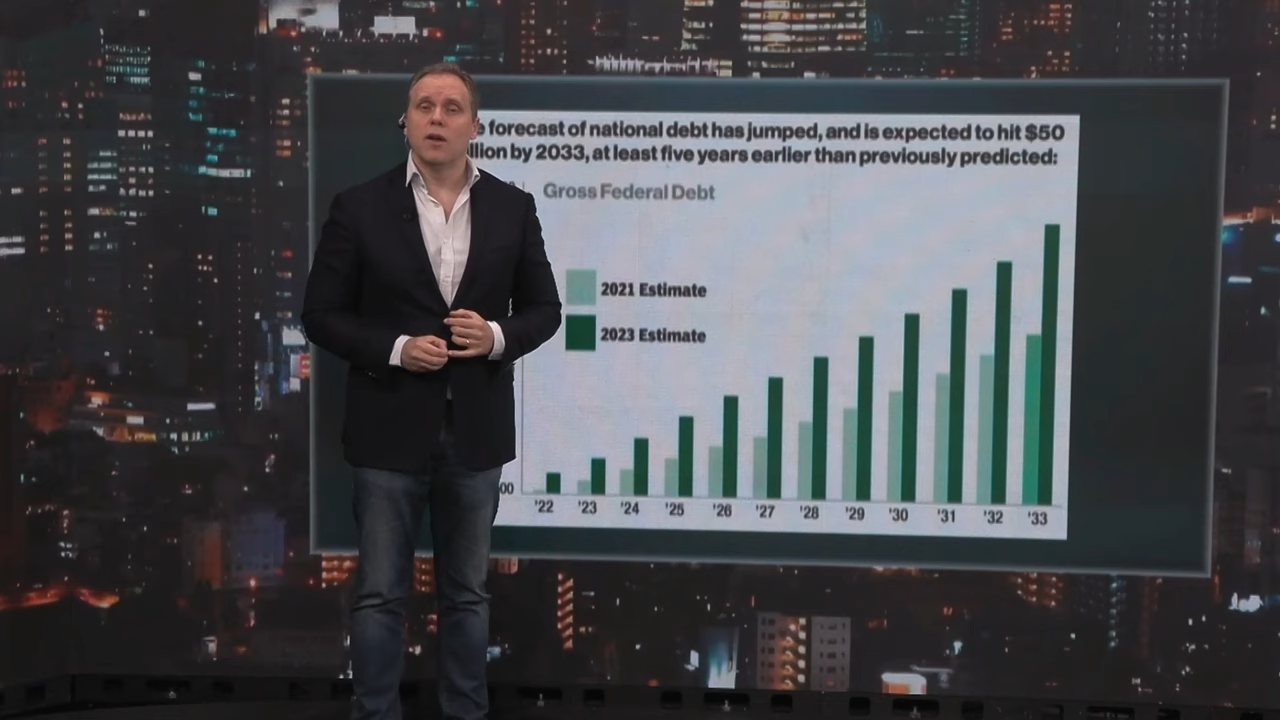 forecast of national debt has jumped, and is expected to hit $50
by 2033, at least five years earlier than previously predicted:
Gross Federal Debt
2021 Estimate
2023 Estimate
00
'22 '23 '24 '25 '26 '27 '28 '29 '30 '31 '32 '33